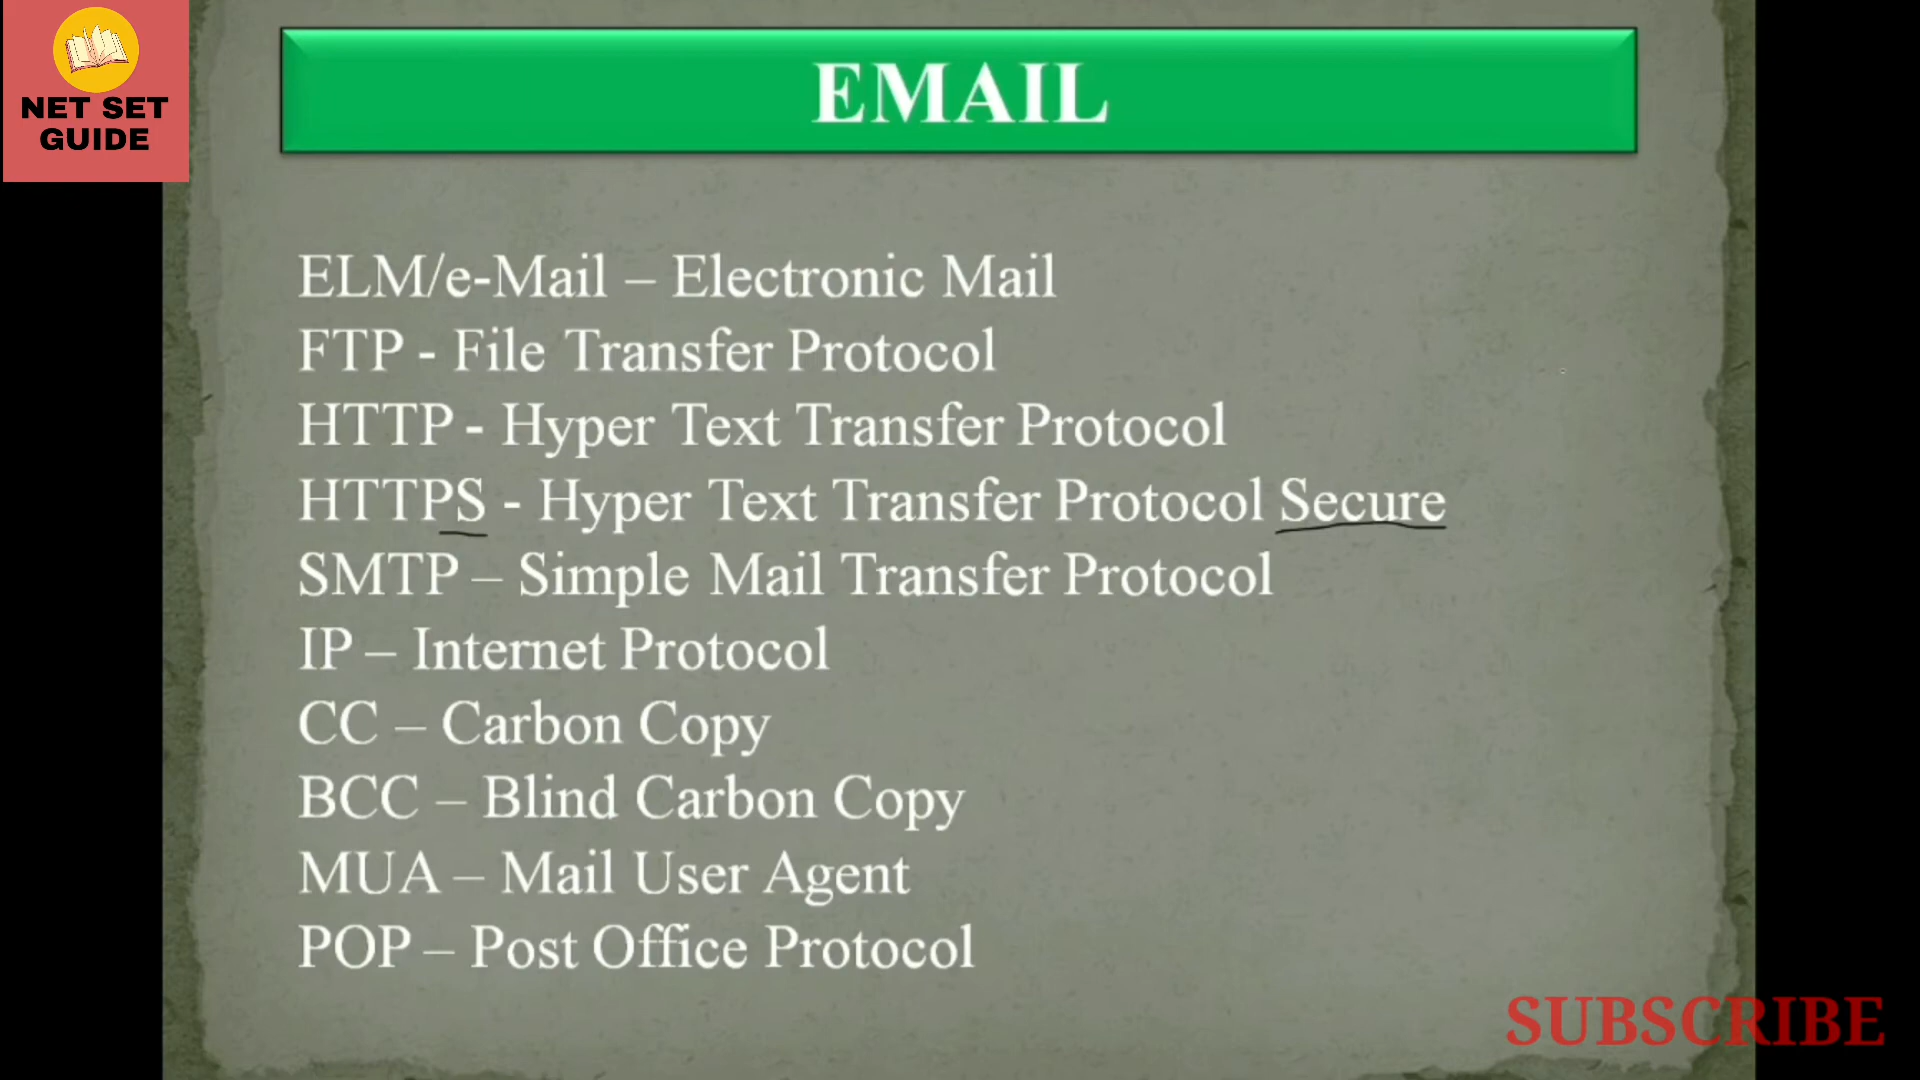 NET SET
GUIDE
EMAIL
ELM/e-Mail – Electronic Mail
FTP - File Transfer Protocol
HTTP - Hyper Text Transfer Protocol
HTTPS - Hyper Text Transfer Protocol Secure
SMTP – Simple Mail Transfer Protocol
IP – Internet Protocol
CC – Carbon Copy
BCC – Blind Carbon Copy
MUA – Mail User Agent
POP – Post Office Protocol
SUBSCRIBE